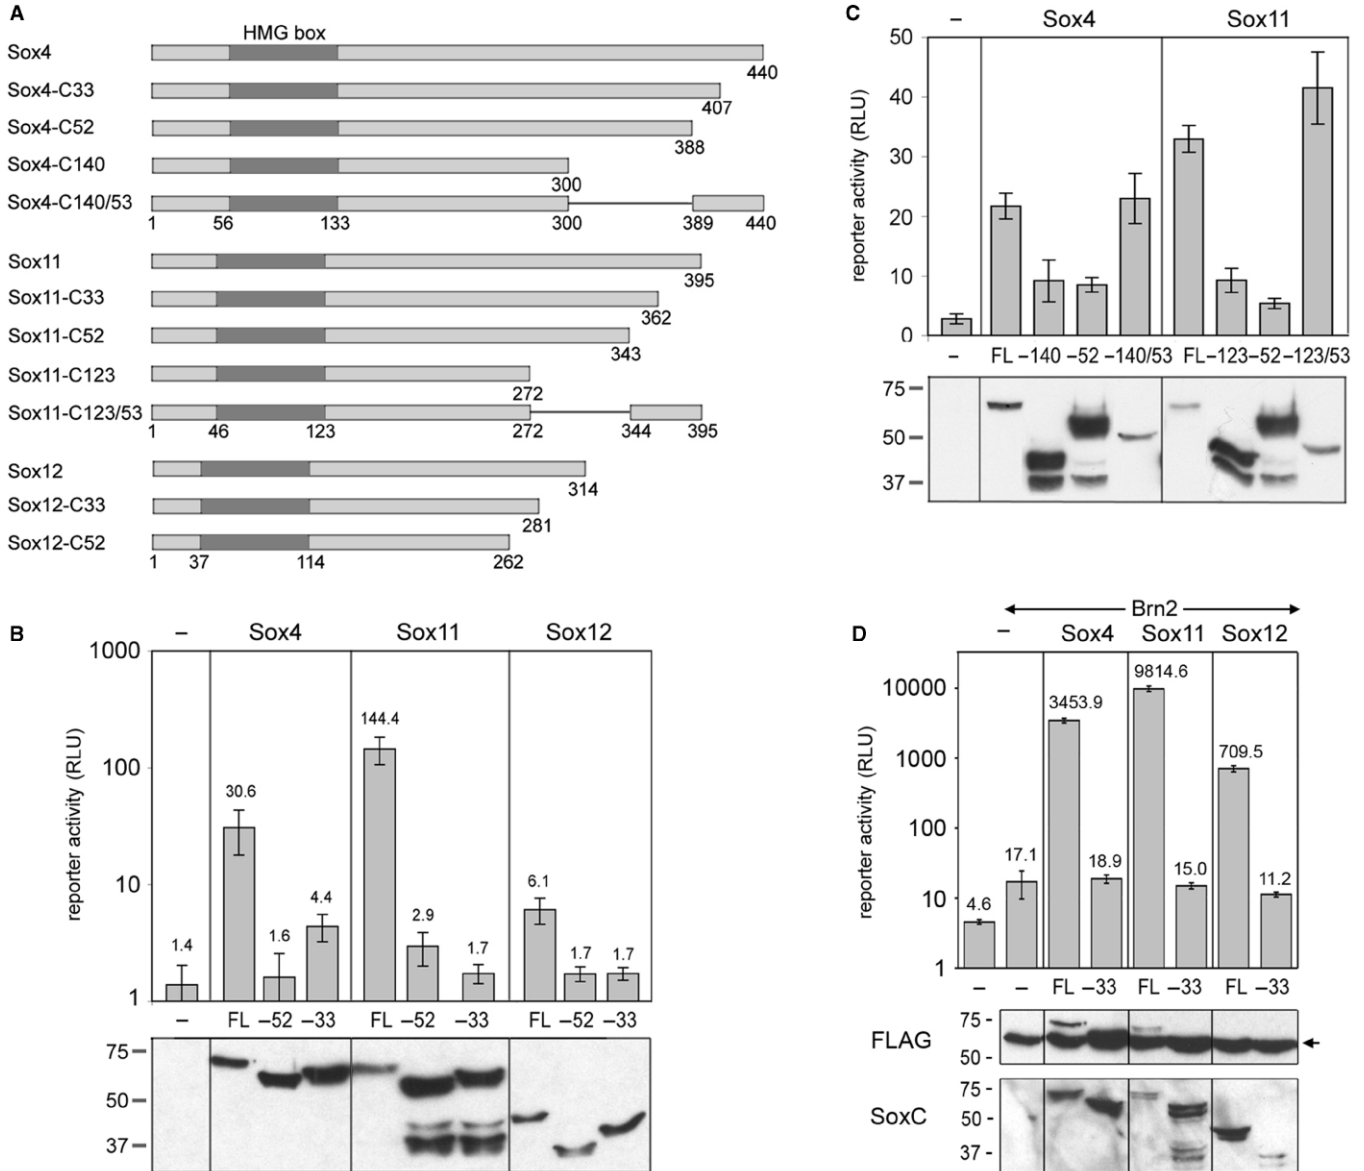 A
HMG box
Sox4
440
Sox4-C33
407
Sox4-C52
388
Sox4-C140
300
Sox4-C140/53
1 56 133 300 389 440
Sox11
395
Sox11-C33
362
Sox11-C52
343
Sox11-C123
272
Sox11-C123/53
1 46 123 272 344 395
Sox12
314
Sox12-C33
281
Sox12-C52
1 37 114 262
B
– Sox4 Sox11 Sox12
reporter activity (RLU)
1000
100
10
1
1.4 30.6 1.6 4.4 144.4 2.9 1.7 6.1 1.7 1.7
– FL –52 –33 FL –52 –33 FL –52 –33
75
50
37
C
– Sox4 Sox11
reporter activity (RLU)
50
40
30
20
10
0
– FL –140 –52 –140/53 FL –123 –52 –123/53
75
50
37
D
Brn2
– Sox4 Sox11 Sox12
reporter activity (RLU)
10000
1000
100
10
1
4.6 17.1 3453.9 18.9 9814.6 15.0 709.5 11.2
– – FL –33 FL –33 FL –33
FLAG
75 -
50 -
SoxC
75 -
50 -
37 -